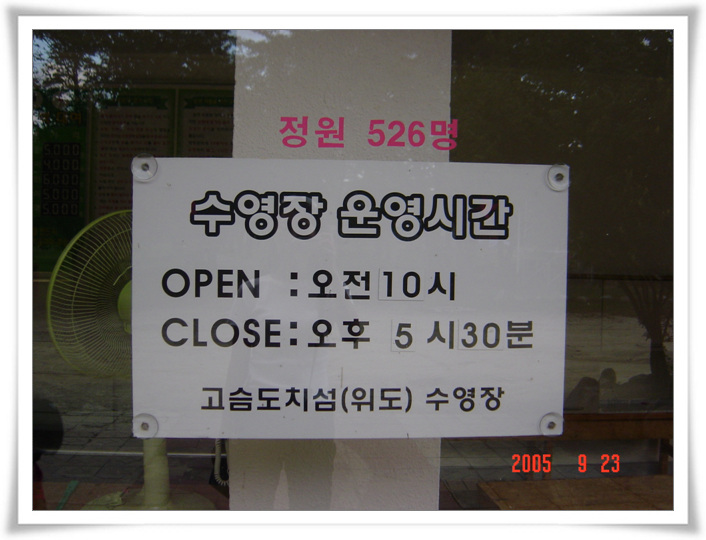 정원 526명
수영장 운영시간
OPEN : 오전10시
CLOSE: 오후 5 시30분
고슴도치섬(위도) 수영장
2005 9 23